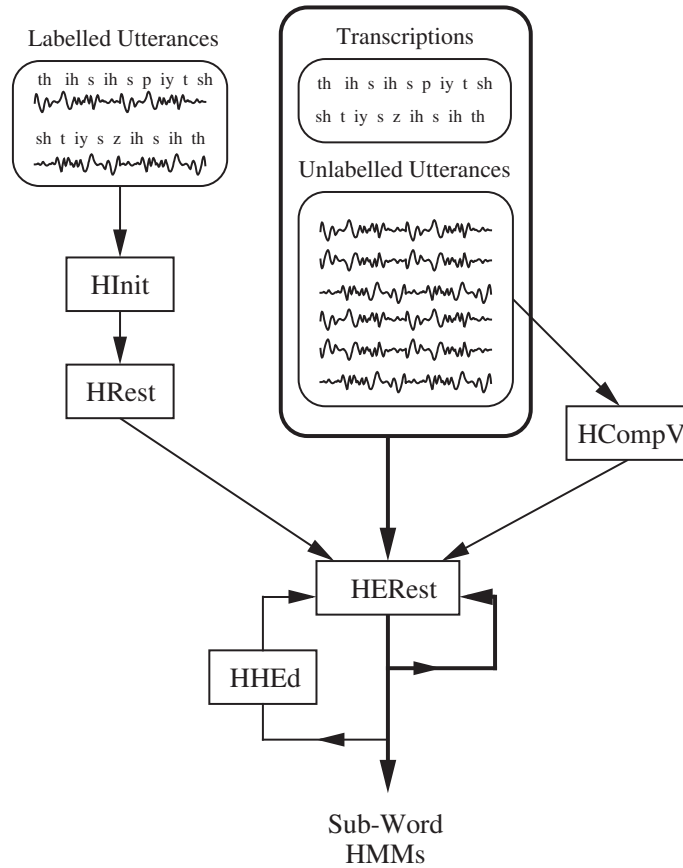 Labelled Utterances
th ih s ih s p iy t sh
sh t iy s z ih s ih th
Transcriptions
th ih s ih s p iy t sh
sh t iy s z ih s ih th
Unlabelled Utterances
HInit
HRest
HCompV
HERest
HHEd
Sub-Word
HMMs